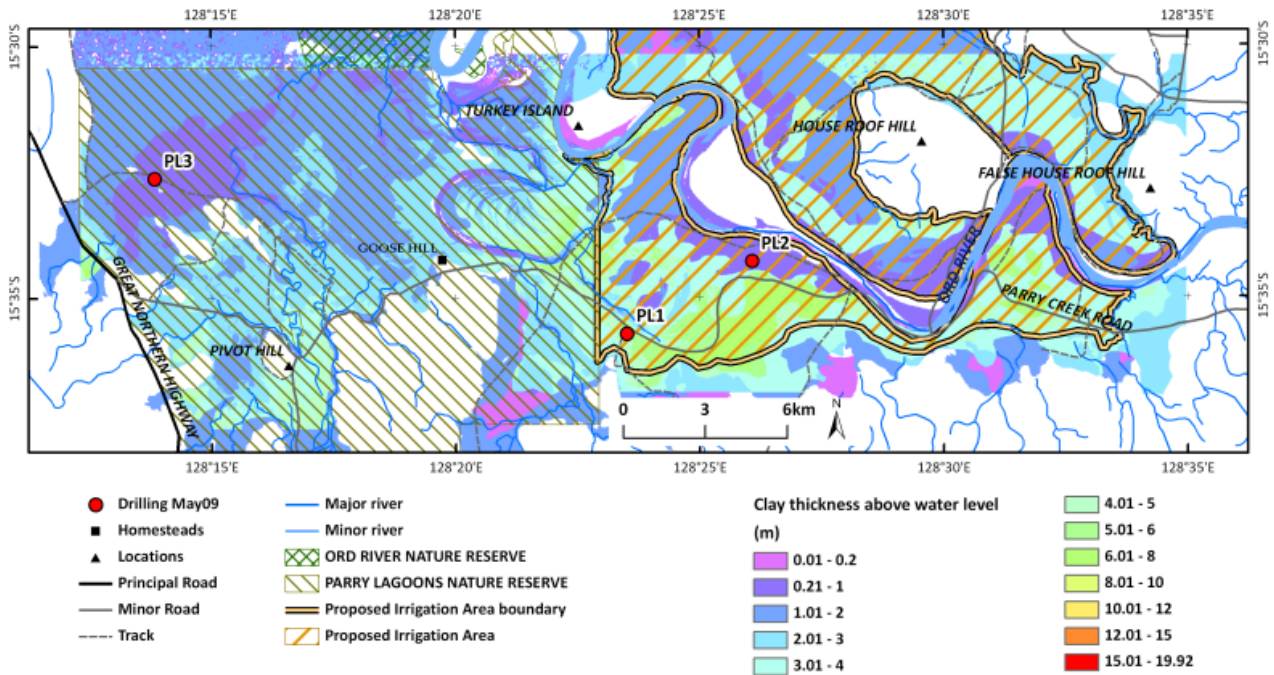 128°15'E 128°20'E 128°25'E 128°30'E 128°35'E
15°30'S 15°30'S
TURKEY ISLAND
HOUSE ROOF HILL
PL3
FALSE HOUSE ROOF HILL
GOOSE HILL
PL2
ORD RIVER
GREAT NORTHERN HIGHWAY
15°35'S 15°35'S
PARRY CREEK ROAD
PL1
PIVOT HILL
0 3 6km
N
128°15'E 128°20'E 128°25'E 128°30'E 128°35'E
Drilling May09
Homesteads
Locations
Principal Road
Minor Road
Track
Major river
Minor river
ORD RIVER NATURE RESERVE
PARRY LAGOONS NATURE RESERVE
Proposed Irrigation Area boundary
Proposed Irrigation Area
Clay thickness above water level
(m)
0.01 - 0.2
0.21 - 1
1.01 - 2
2.01 - 3
3.01 - 4
4.01 - 5
5.01 - 6
6.01 - 8
8.01 - 10
10.01 - 12
12.01 - 15
15.01 - 19.92